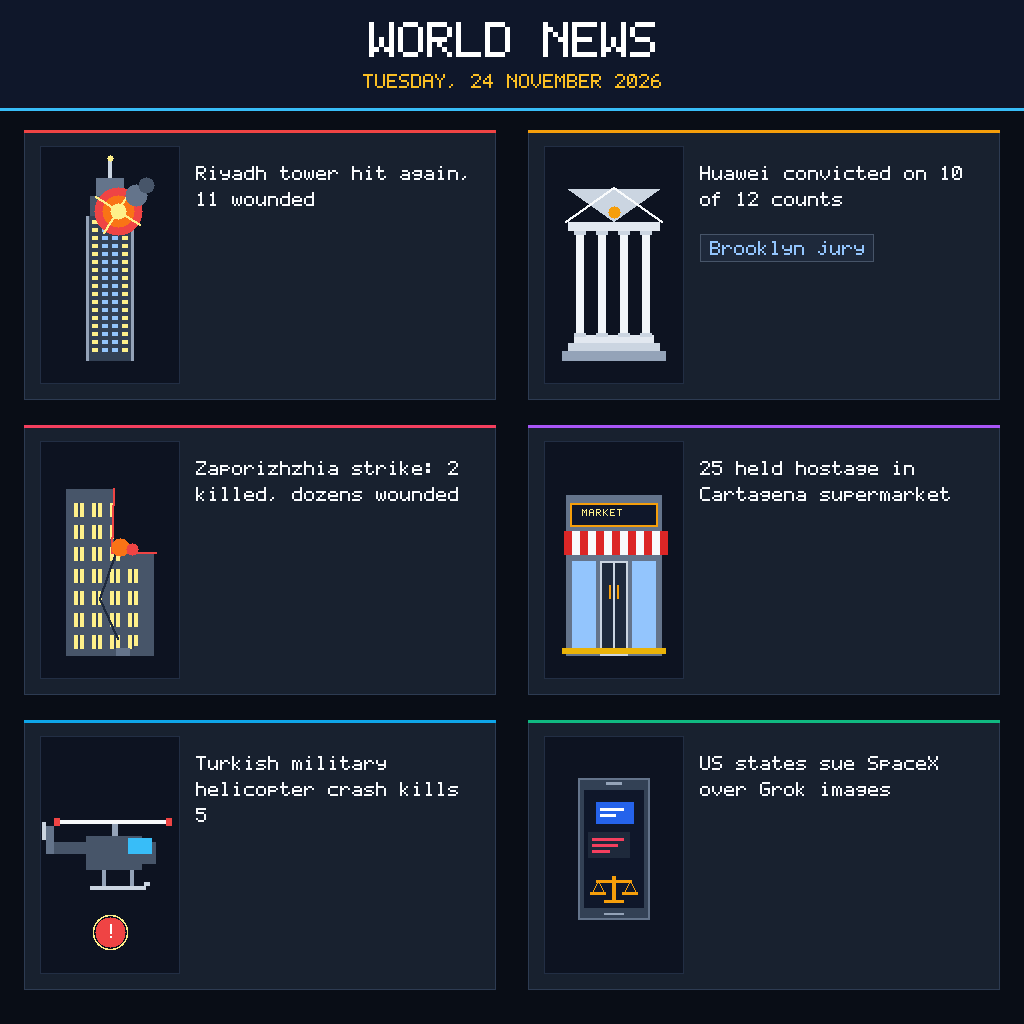 WORLD NEWS
TUESDAY, 24 NOVEMBER 2026
Riyadh tower hit again,
11 wounded
Huawei convicted on 10
of 12 counts
Brooklyn jury
Zaporizhzhia strike: 2
killed, dozens wounded
25 held hostage in
Cartagena supermarket
MARKET
Turkish military
helicopter crash kills
5
!
US states sue SpaceX
over Grok images